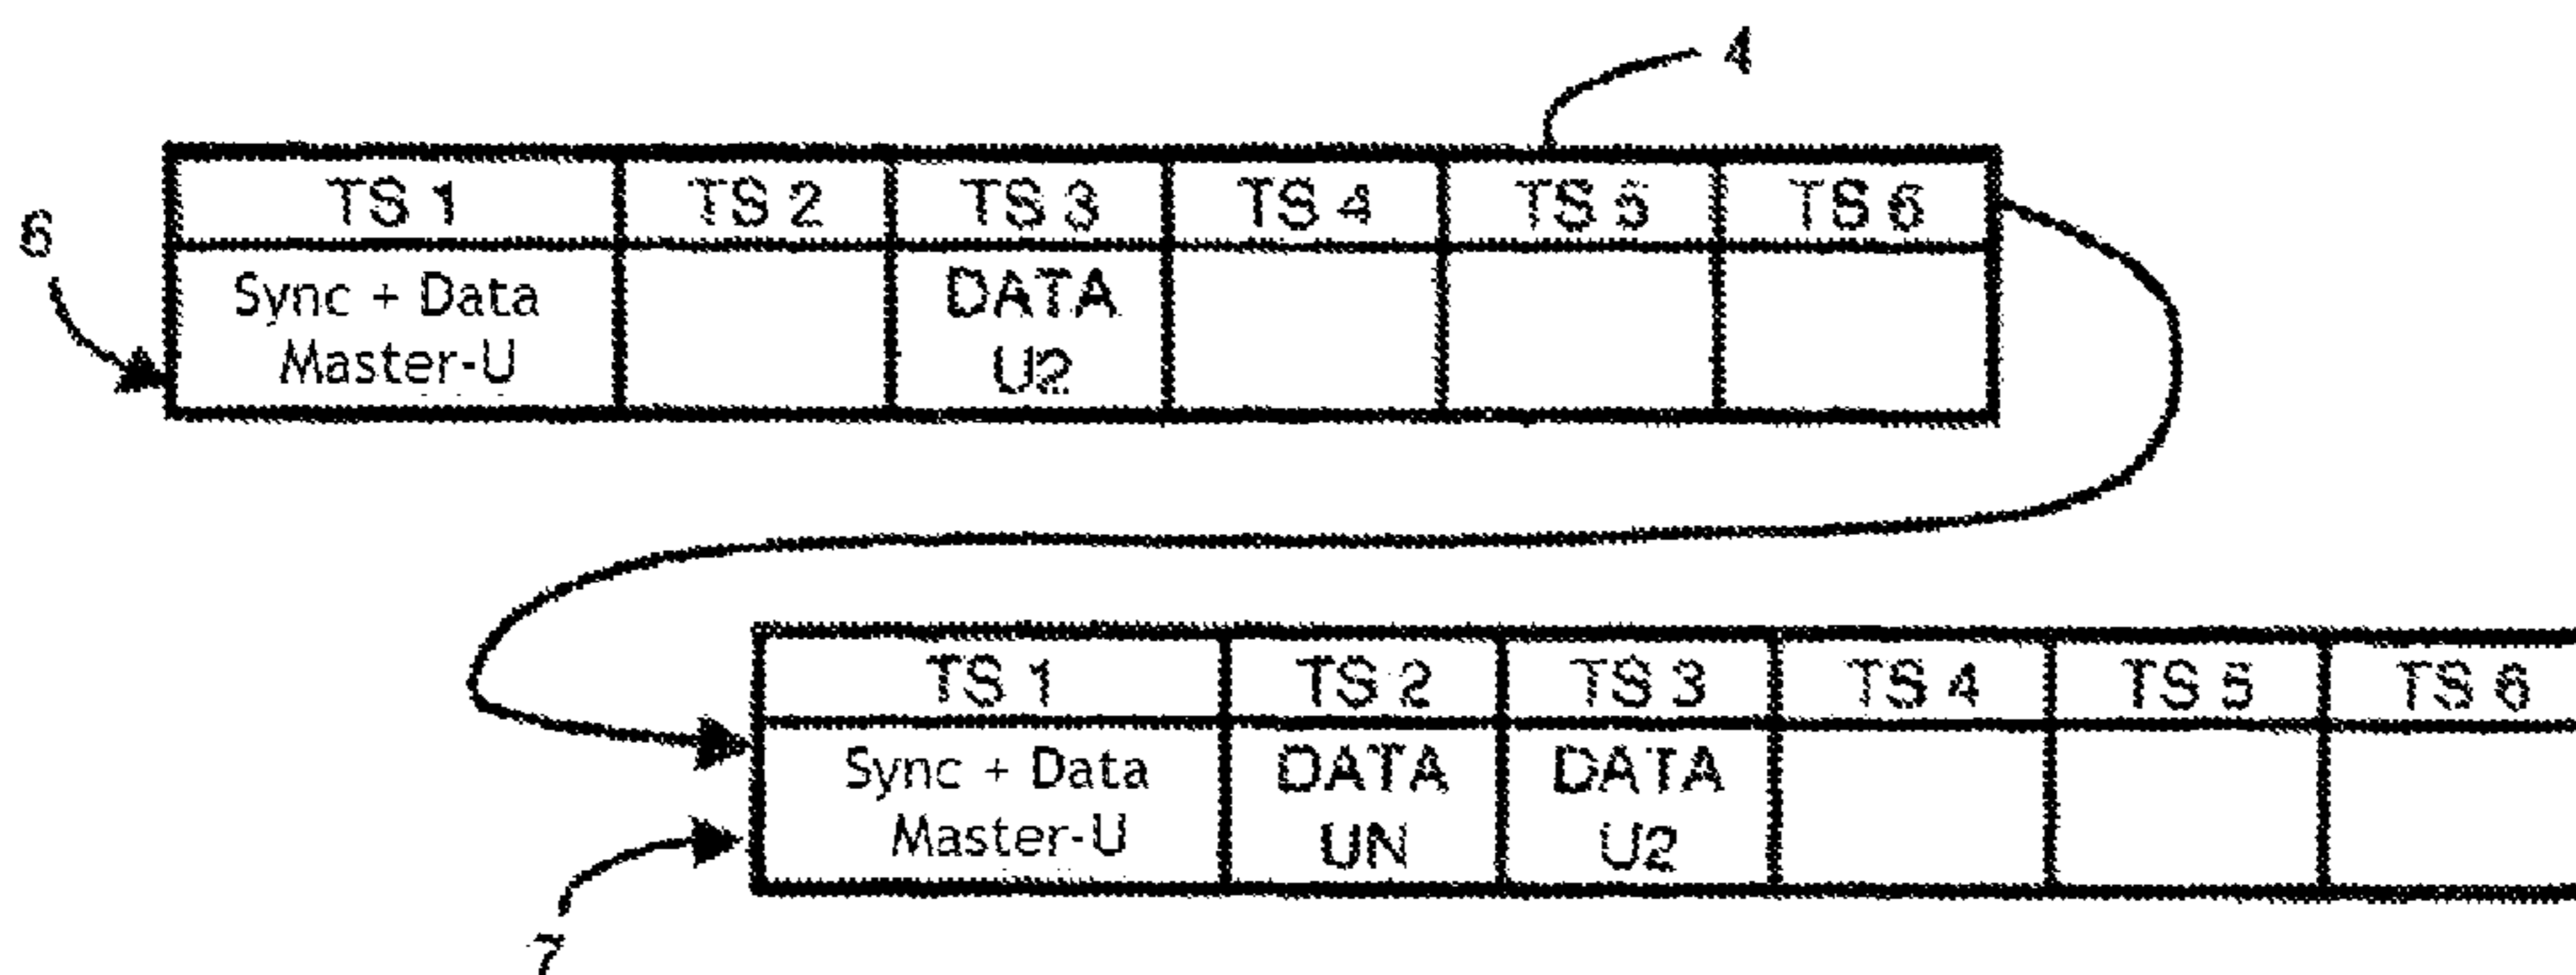 4
TS 1 TS 2 TS 3 TS 4 TS 5 TS 6
6
Sync + Data DATA
Master-U U2
TS 1 TS 2 TS 3 TS 4 TS 5 TS 6
Sync + Data DATA DATA
Master-U UN U2
7